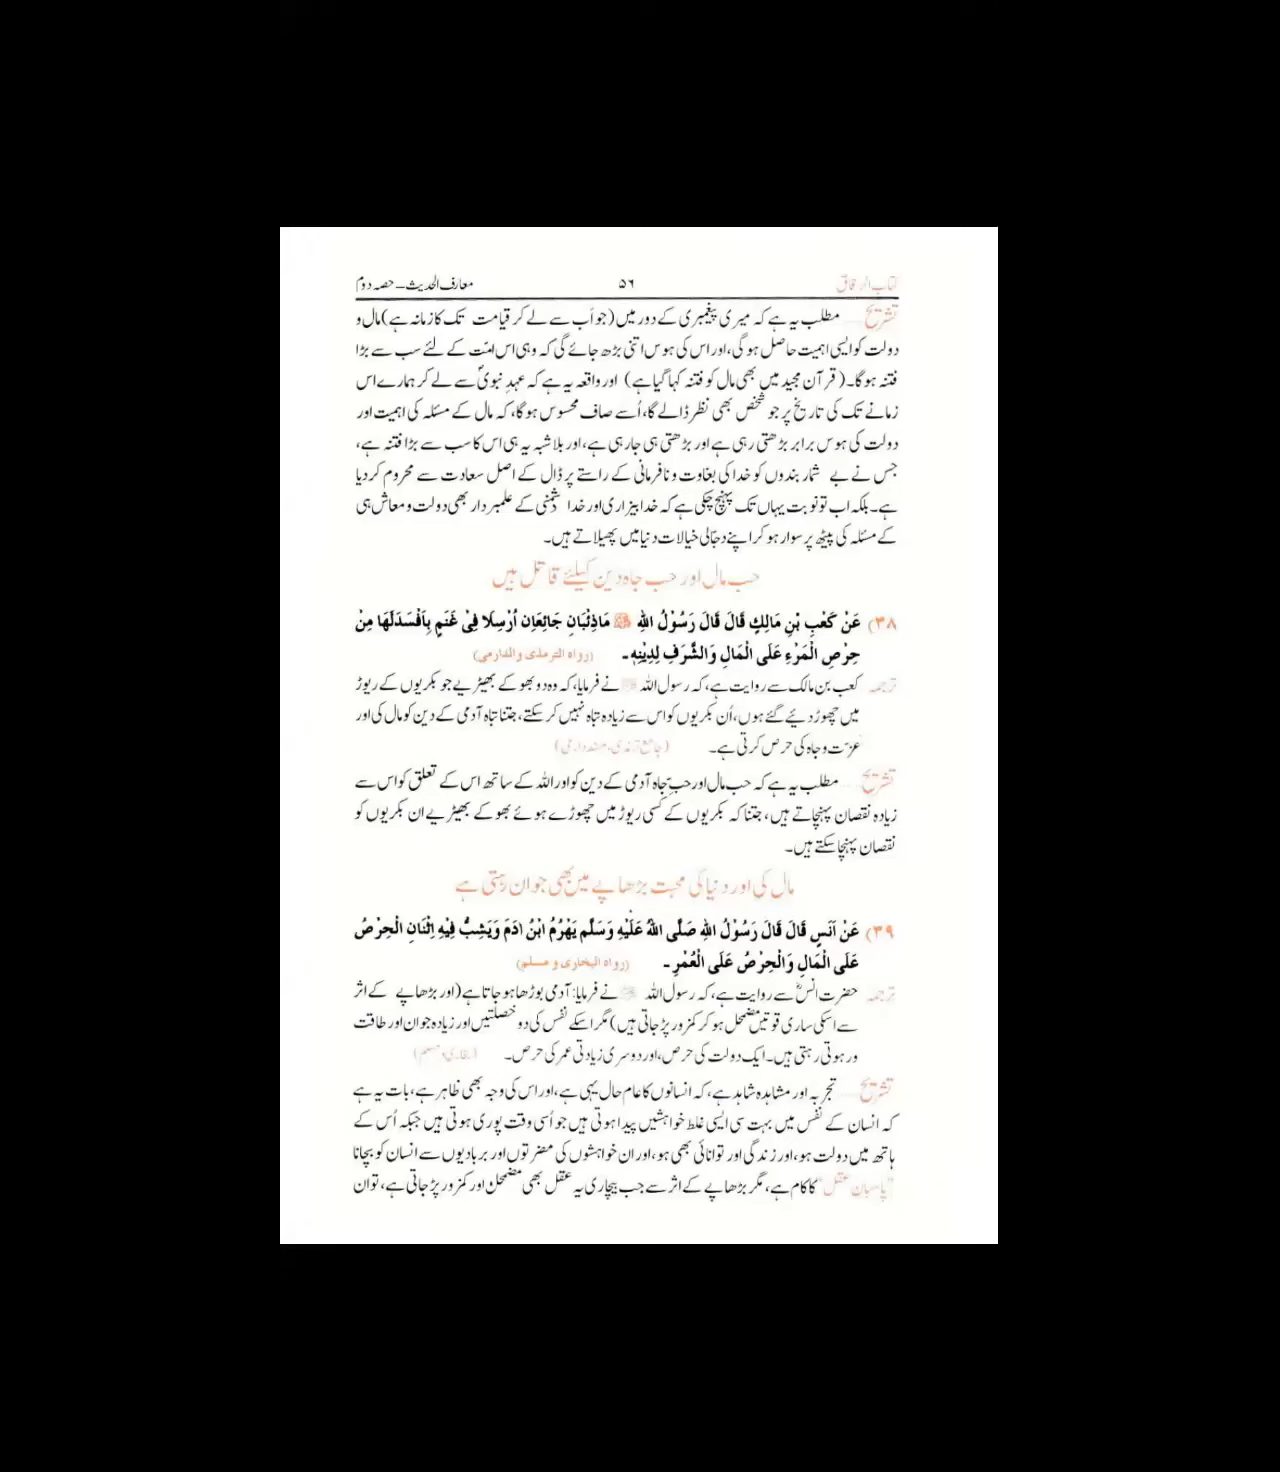 کتاب الرقاق ۵۶ معارف الحدیث ــ حصہ دوم
تشریح .... مطلب یہ ہے کہ میری پیغمبری کے دور میں (جو اَب سے لے کر قیامت تک کا زمانہ ہے) مال و
دولت کو ایسی اہمیت حاصل ہوگی، اور اس کی ہوس اتنی بڑھ جائے گی کہ وہی اس امّت کے لئے سب سے بڑا
فتنہ ہوگا۔ (قرآن مجید میں بھی مال کو فتنہ کہا گیا ہے) اور واقعہ یہ ہے کہ عہدِ نبویؐ سے لے کر ہمارے اس
زمانے تک کی تاریخ پر جو شخص بھی نظر ڈالے گا، اُسے صاف محسوس ہوگا، کہ مال کے مسئلہ کی اہمیت اور
دولت کی ہوس برابر بڑھتی رہی ہے اور بڑھتی ہی جارہی ہے، اور بلاشبہ یہ ہی اس کا سب سے بڑا فتنہ ہے،
جس نے بے شمار بندوں کو خدا کی بغاوت و نافرمانی کے راستے پر ڈال کے اصل سعادت سے محروم کر دیا
ہے۔ بلکہ اب تو نوبت یہاں تک پہنچ چکی ہے کہ خدا بیزاری اور خدا دشمنی کے علمبردار بھی دولت و معاش ہی
کے مسئلہ کی پیٹھ پر سوار ہو کر اپنے دجّالی خیالات دنیا میں پھیلاتے ہیں۔
حب مال اور حب جاہ دین کیلئے قاتل ہیں
۳۸) عَنْ كَعْبِ بْنِ مَالِكٍ قَالَ قَالَ رَسُوْلُ اللهِ ﷺ مَاذِئْبَانِ جَائِعَانِ اُرْسِلَا فِىْ غَنَمٍ بِاَفْسَدَلَهَا مِنْ
حِرْصِ الْمَرْءِ عَلَى الْمَالِ وَالشَّرَفِ لِدِيْنِهٖ۔ (رواه الترمذى والدارمى)
ترجمہ کعب بن مالک سے روایت ہے، کہ رسول اللہ ﷺ نے فرمایا، کہ وہ دو بھوکے بھیڑیے جو بکریوں کے ریوڑ
میں چھوڑ دیئے گئے ہوں، اُن بکریوں کو اس سے زیادہ تباہ نہیں کر سکتے، جتنا تباہ آدمی کے دین کو مال کی اور
عزت و جاہ کی حرص کرتی ہے۔ (جامع ترمذی، مسند دارمی)
تشریح .... مطلب یہ ہے کہ حب مال اور حبِّ جاہ آدمی کے دین کو اور اللہ کے ساتھ اس کے تعلق کو اس سے
زیادہ نقصان پہنچاتے ہیں، جتنا کہ بکریوں کے کسی ریوڑ میں چھوڑے ہوئے بھوکے بھیڑیے ان بکریوں کو
نقصان پہنچا سکتے ہیں۔
مال کی اور دنیا کی محبت بڑھاپے میں بھی جوان رہتی ہے
۳۹) عَنْ اَنَسٍ قَالَ قَالَ رَسُوْلُ اللهِ صَلَّى اللهُ عَلَيْهِ وَسَلَّم يَهْرُمُ ابْنُ اٰدَمَ وَيَشِبُّ فِيْهِ اِثْنَانِ الْحِرْصُ
عَلَى الْمَالِ وَالْحِرْصُ عَلَى الْعُمْرِ۔ (رواه البخارى و مسلم)
ترجمہ حضرت انسؓ سے روایت ہے، کہ رسول اللہ ﷺ نے فرمایا: آدمی بوڑھا ہو جاتا ہے (اور بڑھاپے کے اثر
سے اسکی ساری قوتیں مضمحل ہو کر کمزور پڑ جاتی ہیں) مگر اسکے نفس کی دو خصلتیں اور زیادہ جوان اور طاقت
ور ہوتی رہتی ہیں۔ ایک دولت کی حرص، اور دوسری زیادتی عمر کی حرص۔ (بخاری، مسلم)
تشریح .... تجربہ اور مشاہدہ شاہد ہے، کہ انسانوں کا عام حال یہی ہے، اور اس کی وجہ بھی ظاہر ہے، بات یہ ہے
کہ انسان کے نفس میں بہت سی ایسی غلط خواہشیں پیدا ہوتی ہیں جو اُسی وقت پوری ہوتی ہیں جبکہ اُس کے
ہاتھ میں دولت ہو، اور زندگی اور توانائی بھی ہو، اور ان خواہشوں کی مضرتوں اور بربادیوں سے انسان کو بچانا
"پاسبان عقل" کا کام ہے، مگر بڑھاپے کے اثر سے جب بیچاری یہ عقل بھی مضمحل اور کمزور پڑ جاتی ہے، تو ان